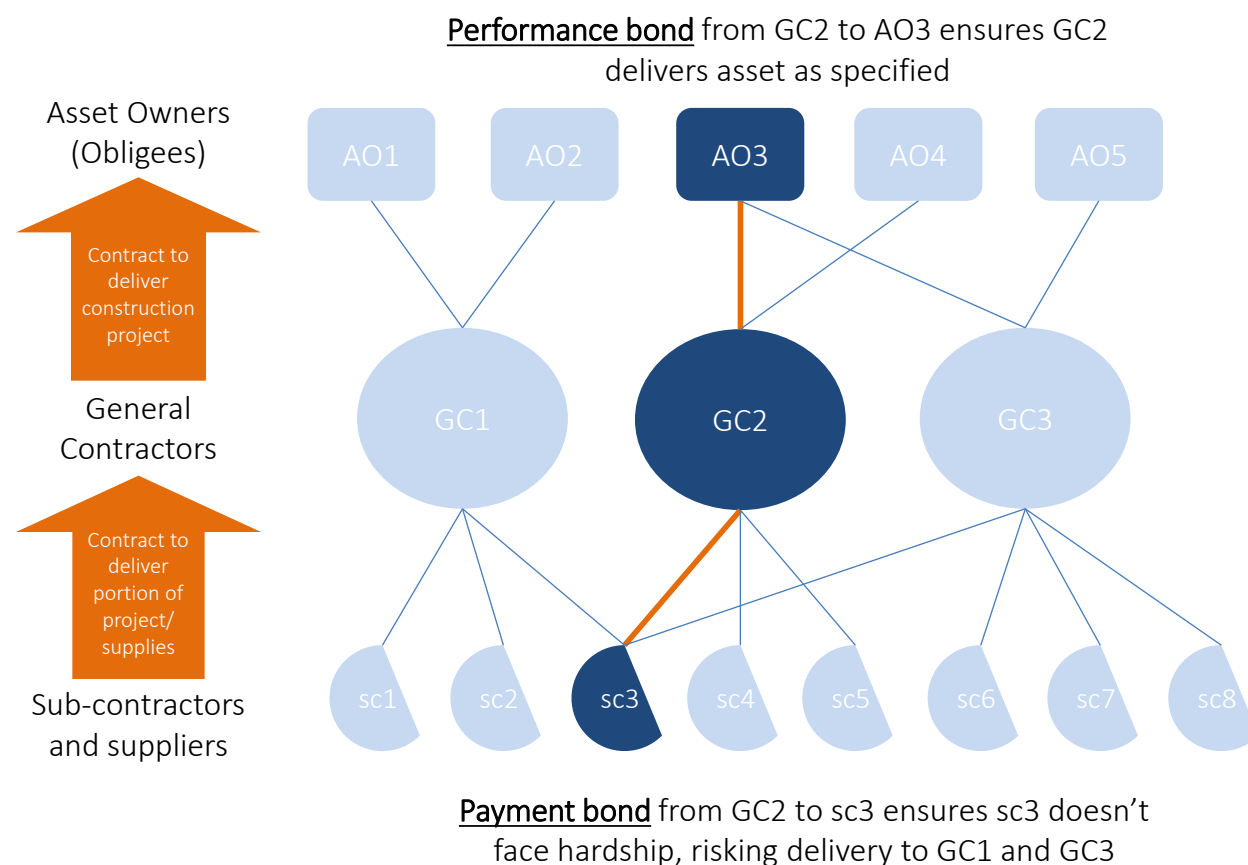 Performance bond from GC2 to AO3 ensures GC2
delivers asset as specified
Asset Owners
(Obligees)
AO1
AO2
AO3
AO4
AO5
Contract to
deliver
construction
project
General
Contractors
GC1
GC2
GC3
Contract to
deliver
portion of
project/
supplies
Sub-contractors
and suppliers
sc1
sc2
sc3
sc4
sc5
sc6
sc7
sc8
Payment bond from GC2 to sc3 ensures sc3 doesn’t
face hardship, risking delivery to GC1 and GC3